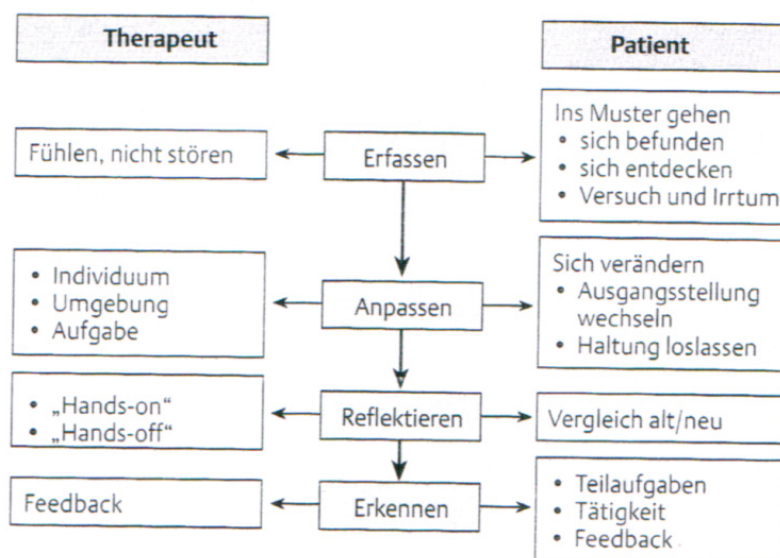 Therapeut
Patient
Fühlen, nicht stören
Erfassen
Ins Muster gehen
• sich befunden
• sich entdecken
• Versuch und Irrtum
• Individuum
• Umgebung
• Aufgabe
Anpassen
Sich verändern
• Ausgangsstellung
wechseln
• Haltung loslassen
• „Hands-on“
• „Hands-off“
Reflektieren
Vergleich alt/neu
Feedback
Erkennen
• Teilaufgaben
• Tätigkeit
• Feedback